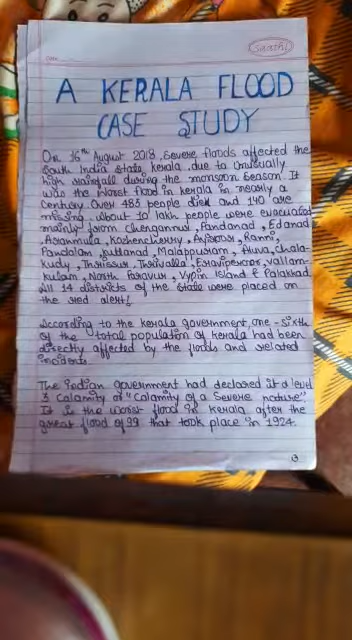 Saathi
Date
A KERALA FLOOD
CASE STUDY
On 16th August 2018, Severe floods affected the
South India State Kerala, due to Unusually
high Rainfall during the monsoon Season. It
was the Worst flood in kerala in nearly a
Century. Over 483 people died and 140 are
missing. about 10 lakh people were evacuated
mainly from Chengannur, Pandanad, Edanad,
Aranmula, Kozhencherry, Ayiroor, Ranni,
Pandalam, Kuttanad, Malappuram, Aluva, Chala-
kudy, Thrissur, Thiruvalla, Eraviperoor, Vallam-
kulam, North Paravur, Vypin Island & Palakkad.
All 14 districts of the State were placed on
the red alert!
According to the kerala government, one-Sixth
of the total population of kerala had been
directly affected by the floods and related
incidents.
The Indian government had declared it a level
3 Calamity or "Calamity of a Severe nature".
It is the worst flood in kerala after the
great flood of 99 that took place in 1924.
3